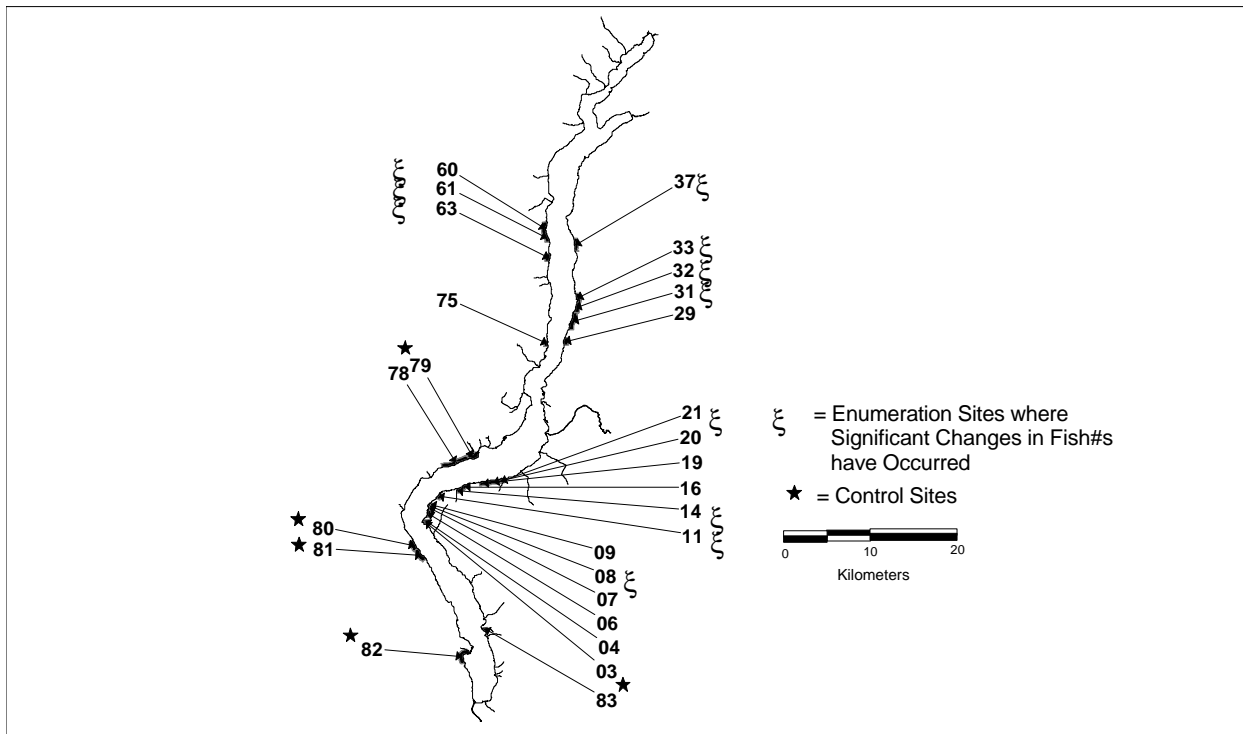 ξ 60
ξ 61
ξ 63
37ξ
33 ξ
32 ξ
31 ξ
29
75
★
78 79
21 ξ
20
19
16
14 ξ
11 ξ
09
08 ξ
07
06
04
03
83★
★ 80
★ 81
★ 82
ξ = Enumeration Sites where
Significant Changes in Fish#s
have Occurred
★ = Control Sites
0 10 20
Kilometers